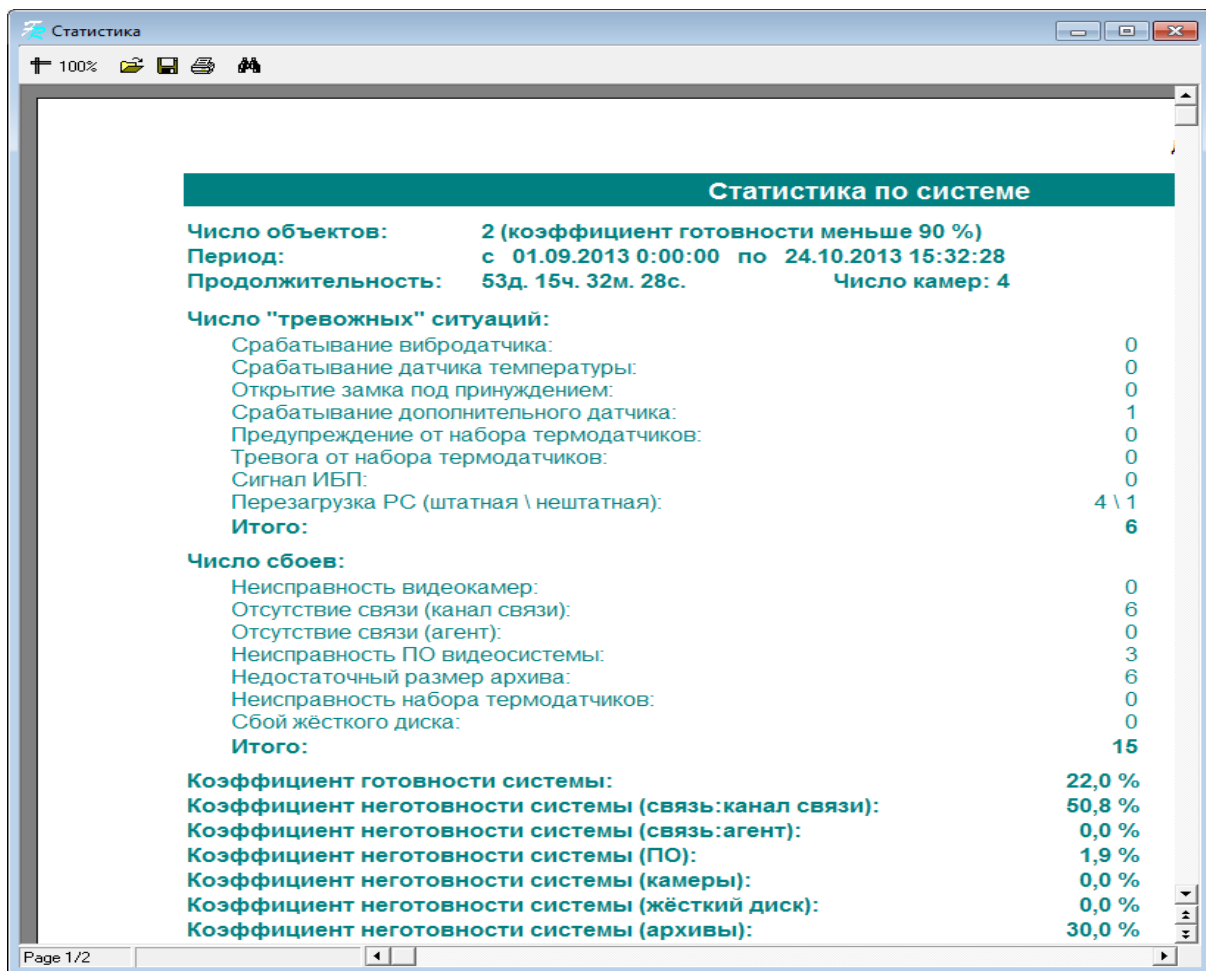 Статистика
100%
Статистика по системе
Число объектов: 2 (коэффициент готовности меньше 90 %)
Период: с 01.09.2013 0:00:00 по 24.10.2013 15:32:28
Продолжительность: 53д. 15ч. 32м. 28с. Число камер: 4
Число "тревожных" ситуаций:
Срабатывание вибродатчика: 0
Срабатывание датчика температуры: 0
Открытие замка под принуждением: 0
Срабатывание дополнительного датчика: 1
Предупреждение от набора термодатчиков: 0
Тревога от набора термодатчиков: 0
Сигнал ИБП: 0
Перезагрузка PC (штатная \ нештатная): 4 \ 1
Итого: 6
Число сбоев:
Неисправность видеокамер: 0
Отсутствие связи (канал связи): 6
Отсутствие связи (агент): 0
Неисправность ПО видеосистемы: 3
Недостаточный размер архива: 6
Неисправность набора термодатчиков: 0
Сбой жёсткого диска: 0
Итого: 15
Коэффициент готовности системы: 22,0 %
Коэффициент неготовности системы (связь:канал связи): 50,8 %
Коэффициент неготовности системы (связь:агент): 0,0 %
Коэффициент неготовности системы (ПО): 1,9 %
Коэффициент неготовности системы (камеры): 0,0 %
Коэффициент неготовности системы (жёсткий диск): 0,0 %
Коэффициент неготовности системы (архивы): 30,0 %
Page 1/2